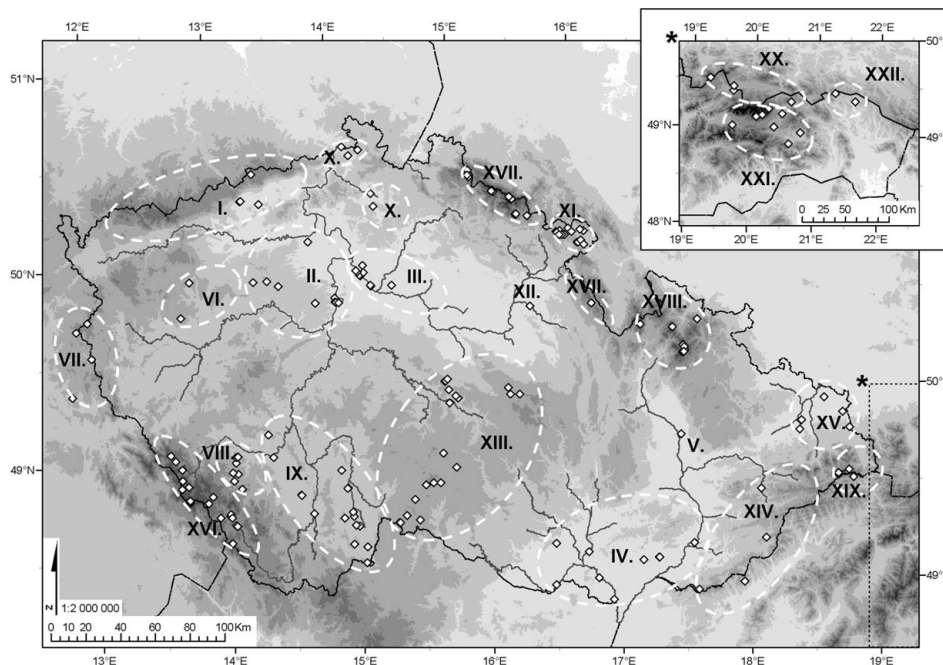 12°E 13°E 14°E 15°E 16°E
* 19°E 20°E 21°E 22°E
50°
XX. XXII.
49°N 49°
XXI.
48°N 48°
0 25 50 100 Km
19°E 20°E 21°E 22°E
51°N 51°
X. XVII.
I. X. XI.
50°N 50°
II. III.
VI. XII. XVII. XVIII.
VII.
* 50°
XIII. XV.
VIII. V.
49°N IX. XIX.
XVI. XIV.
IV.
49°
N
1:2 000 000
0 10 20 40 60 80 100 Km
13°E 14°E 15°E 16°E 17°E 18°E 19°E